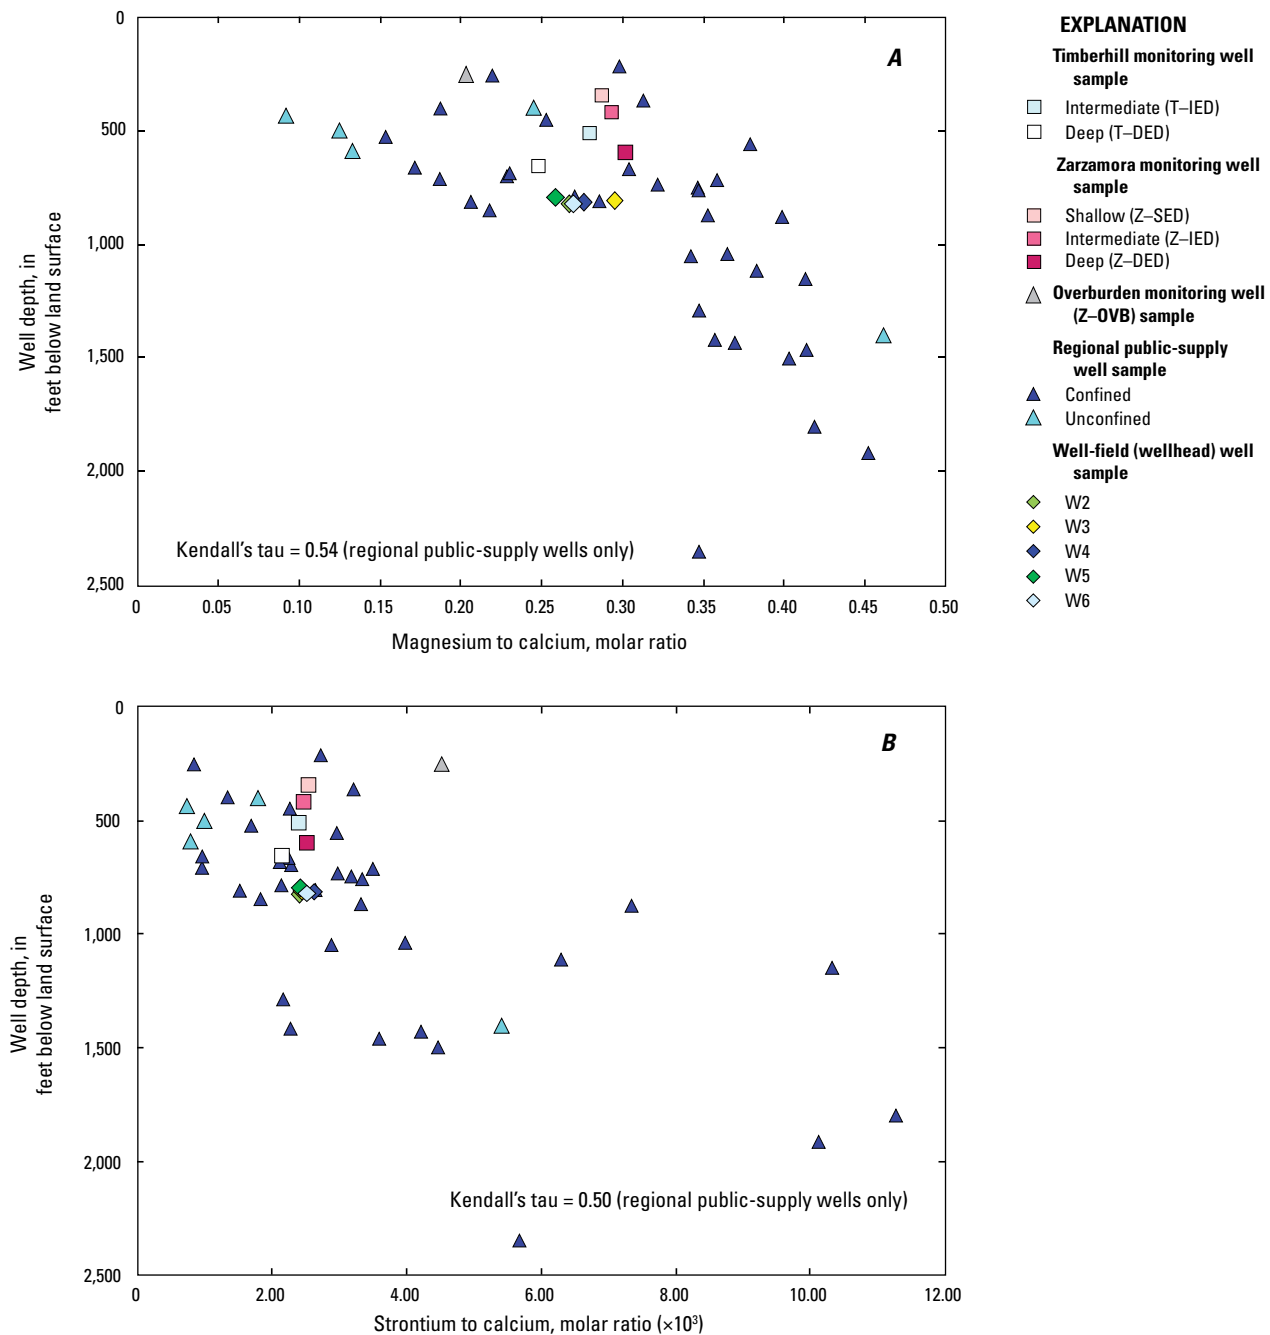 0
500
1,000
1,500
2,000
2,500
Well depth, in
feet below land surface
A
Kendall's tau = 0.54 (regional public-supply wells only)
0 0.05 0.10 0.15 0.20 0.25 0.30 0.35 0.40 0.45 0.50
Magnesium to calcium, molar ratio
EXPLANATION
Timberhill monitoring well
sample
Intermediate (T–IED)
Deep (T–DED)
Zarzamora monitoring well
sample
Shallow (Z–SED)
Intermediate (Z–IED)
Deep (Z–DED)
Overburden monitoring well
(Z–OVB) sample
Regional public-supply
well sample
Confined
Unconfined
Well-field (wellhead) well
sample
W2
W3
W4
W5
W6
0
500
1,000
1,500
2,000
2,500
Well depth, in
feet below land surface
B
Kendall's tau = 0.50 (regional public-supply wells only)
0 2.00 4.00 6.00 8.00 10.00 12.00
Strontium to calcium, molar ratio (×10³)